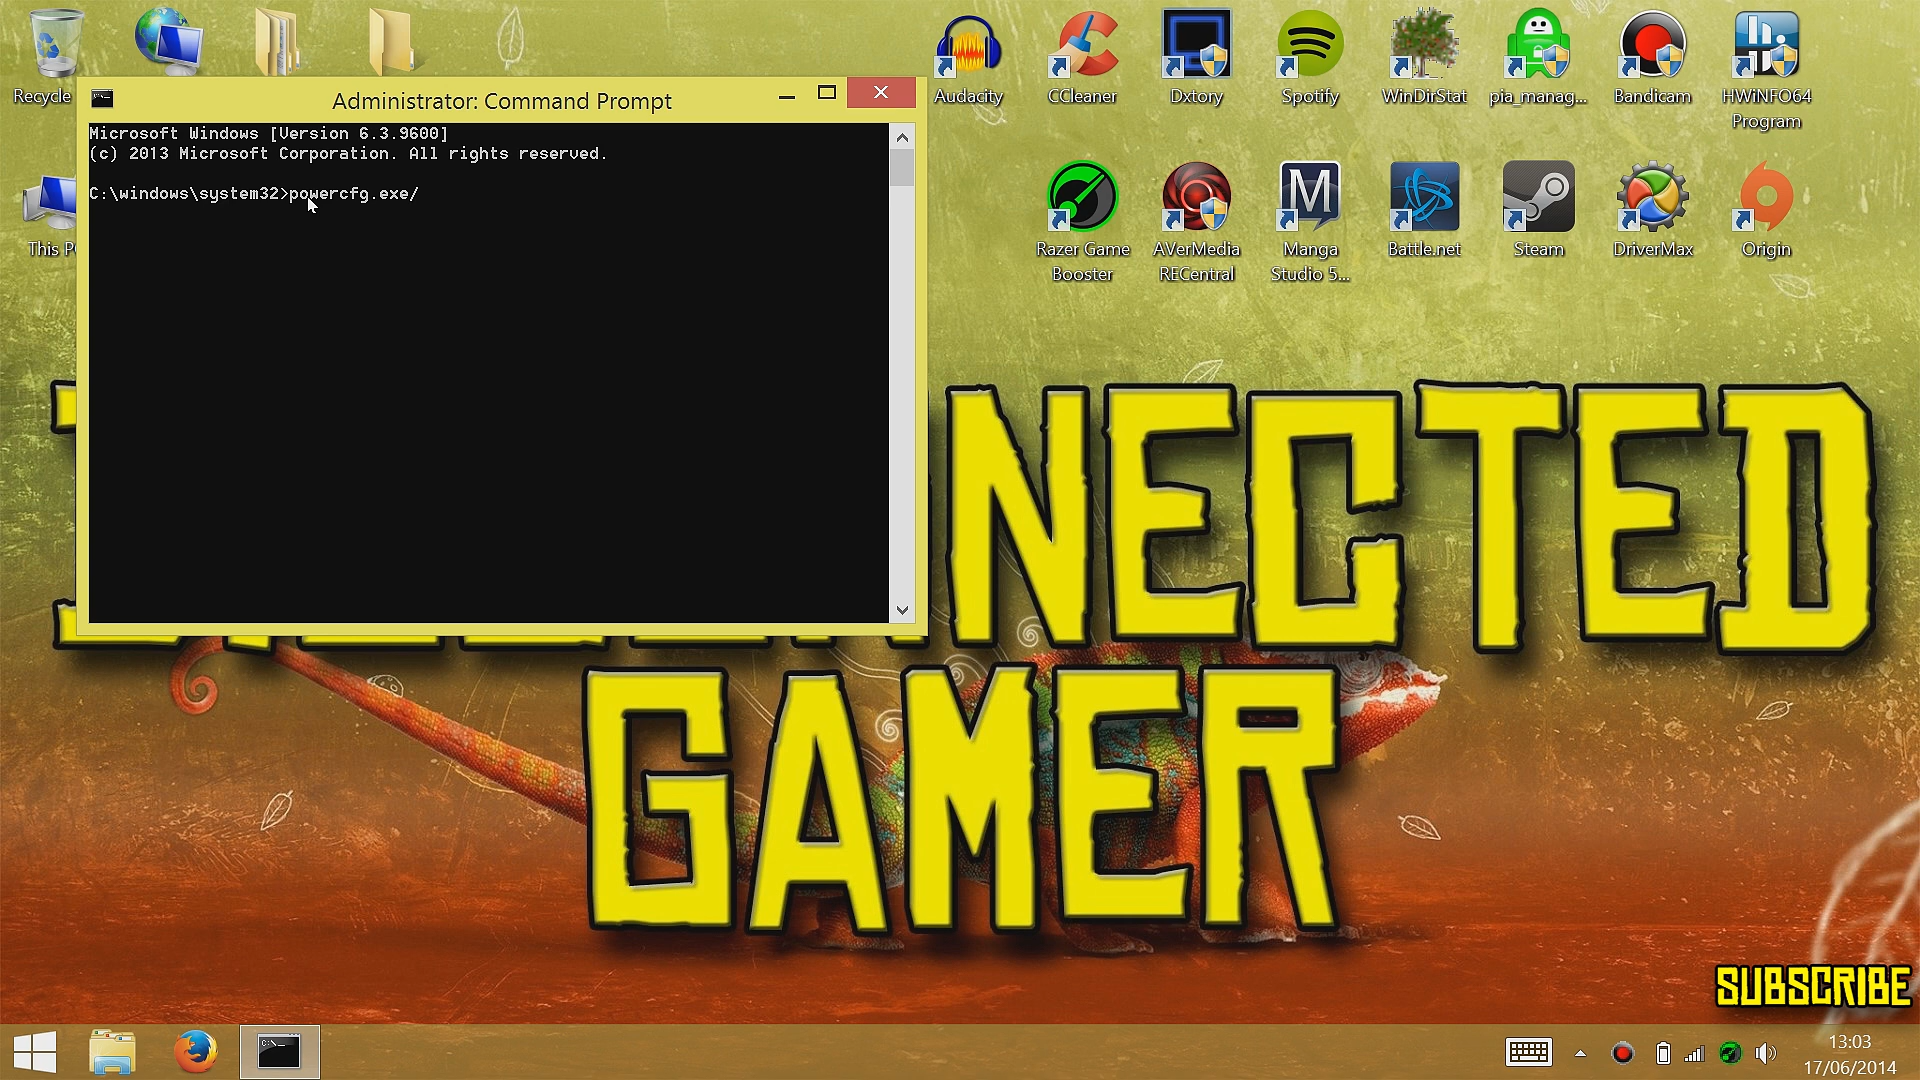 Recycle
This P
Administrator: Command Prompt
Microsoft Windows [Version 6.3.9600]
(c) 2013 Microsoft Corporation. All rights reserved.
C:\windows\system32>powercfg.exe/
Audacity
CCleaner
Dxtory
Spotify
WinDirStat
pia_manag...
Bandicam
HWiNFO64
Program
Razer Game
Booster
AVerMedia
RECentral
Manga
Studio 5...
Battle.net
Steam
DriverMax
Origin
NECTED
GAMER
SUBSCRIBE
13:03
17/06/2014